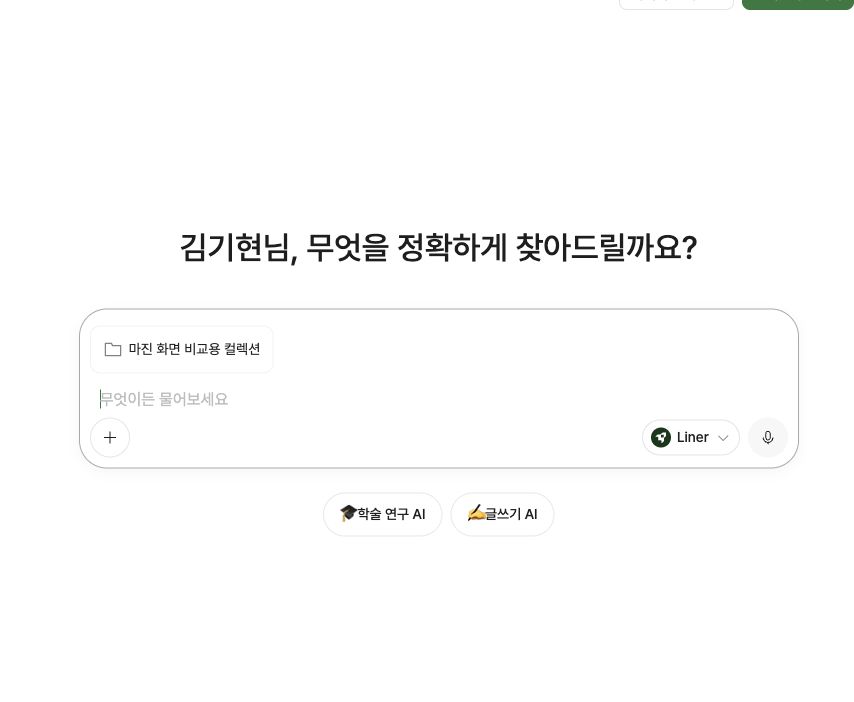 김기현님, 무엇을 정확하게 찾아드릴까요?
마진 화면 비교용 컬렉션
무엇이든 물어보세요
Liner
학술 연구 AI
글쓰기 AI